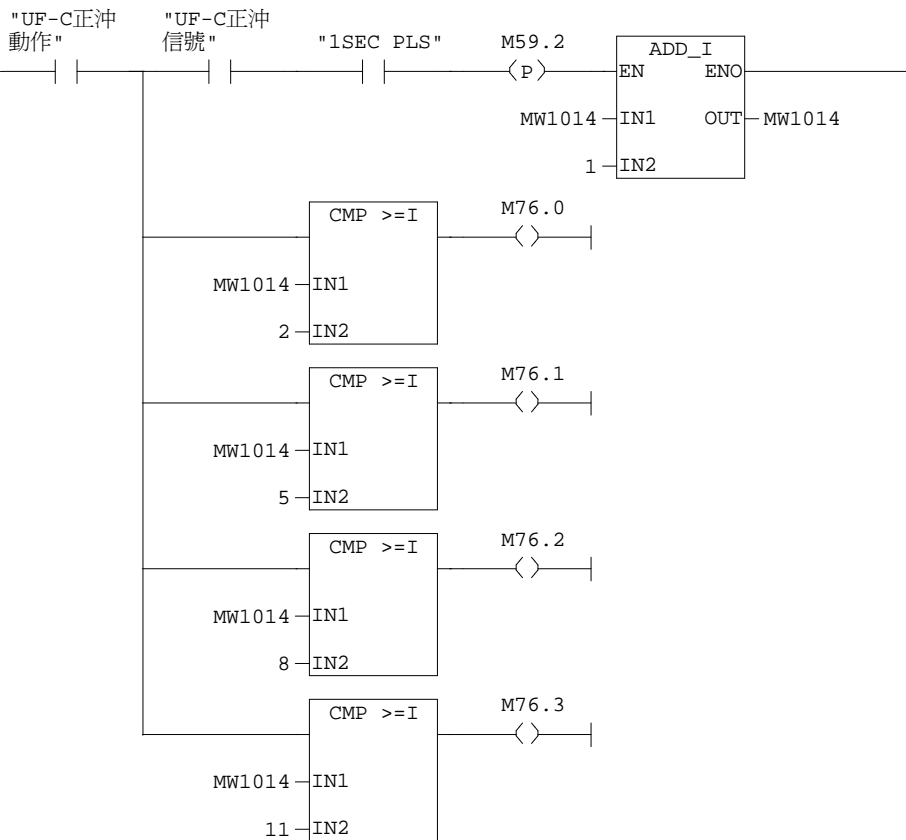 "UF-C正沖 "UF-C正沖
動作" 信號" "1SEC PLS" M59.2
ADD_I
P EN ENO
MW1014 IN1 OUT MW1014
1 IN2
CMP >=I M76.0
MW1014 IN1
2 IN2
CMP >=I M76.1
MW1014 IN1
5 IN2
CMP >=I M76.2
MW1014 IN1
8 IN2
CMP >=I M76.3
MW1014 IN1
11 IN2